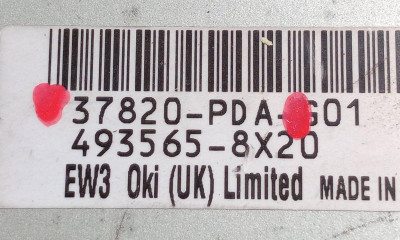 37820-PDA-G01
493565-8X20
EW3 Oki (UK) Limited MADE IN